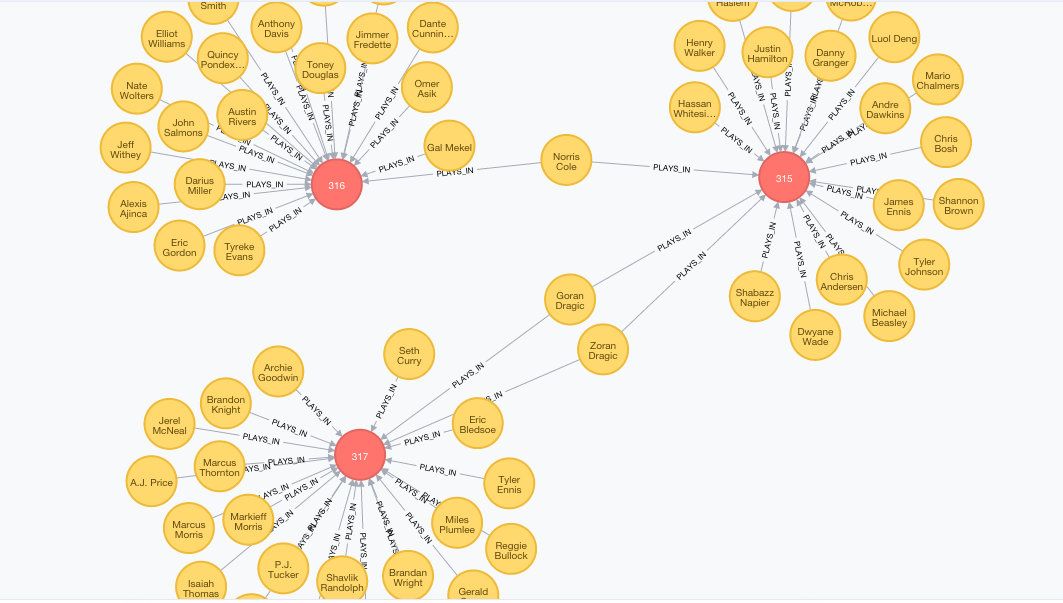 Smith
Anthony
Davis
Jimmer
Fredette
Dante
Cunnin...
Elliot
Williams
Quincy
Pondex...
Toney
Douglas
Omer
Asik
Nate
Wolters
John
Salmons
Austin
Rivers
Gal Mekel
Jeff
Withey
Darius
Miller
Alexis
Ajinca
Eric
Gordon
Tyreke
Evans
316
PLAYS_IN
PLAYS_IN
PLAYS_IN
PLAYS_IN
PLAYS_IN
PLAYS_IN
PLAYS_IN
PLAYS_IN
PLAYS_IN
PLAYS_IN
PLAYS_IN
Norris
Cole
PLAYS_IN
PLAYS_IN
Haslem
Henry
Walker
Justin
Hamilton
Danny
Granger
Luol Deng
Mario
Chalmers
Hassan
Whitesi...
Andre
Dawkins
Chris
Bosh
James
Ennis
Shannon
Brown
Tyler
Johnson
Chris
Andersen
Michael
Beasley
Dwyane
Wade
Shabazz
Napier
315
PLAYS_IN
PLAYS_IN
PLAYS_IN
PLAYS_IN
PLAYS_IN
PLAYS_IN
PLAYS_IN
PLAYS_IN
PLAYS_IN
PLAYS_IN
Goran
Dragic
Zoran
Dragic
PLAYS_IN
PLAYS_IN
PLAYS_IN
Seth
Curry
Archie
Goodwin
Brandon
Knight
Jerel
McNeal
Marcus
Thornton
A.J. Price
Marcus
Morris
Markieff
Morris
Isaiah
Thomas
P.J.
Tucker
Shavlik
Randolph
Brandan
Wright
Gerald
Miles
Plumlee
Reggie
Bullock
Tyler
Ennis
Eric
Bledsoe
317
PLAYS_IN
PLAYS_IN
PLAYS_IN
PLAYS_IN
PLAYS_IN
PLAYS_IN
PLAYS_IN
PLAYS_IN
PLAYS_IN
PLAYS_IN